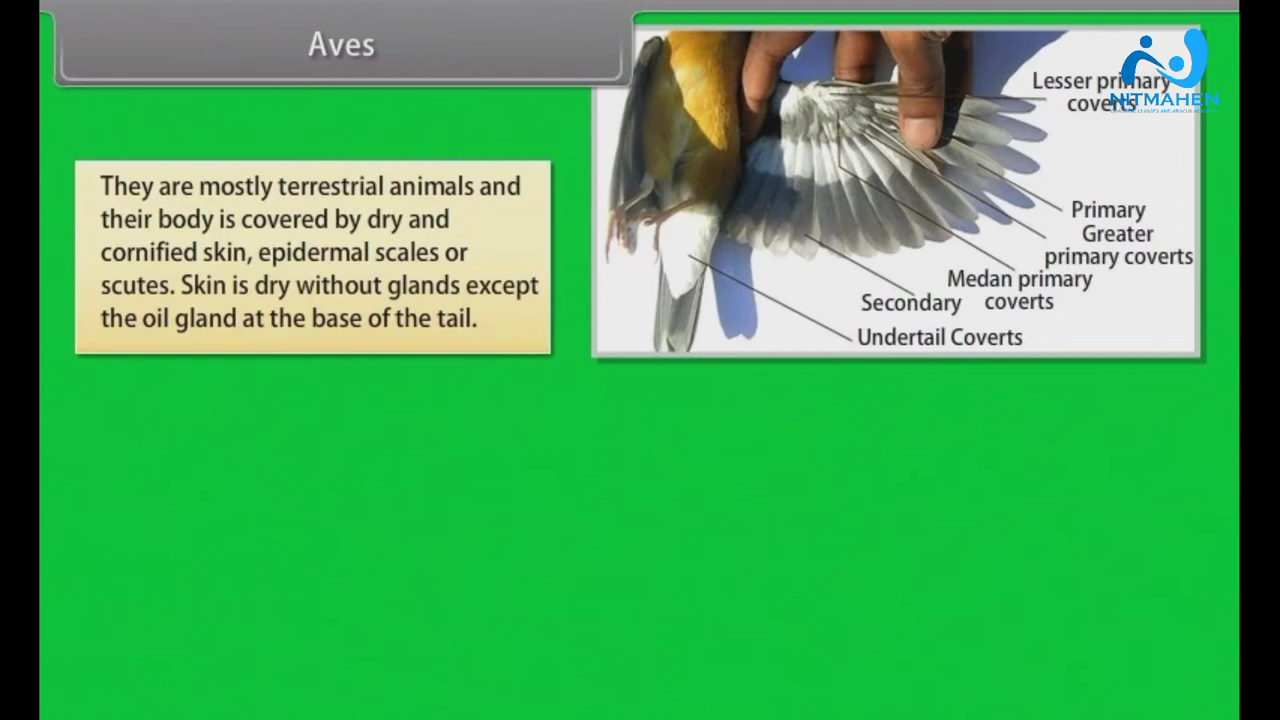 Aves
They are mostly terrestrial animals and
their body is covered by dry and
cornified skin, epidermal scales or
scutes. Skin is dry without glands except
the oil gland at the base of the tail.
Lesser primary
coverts
NITMAHEN
Primary
Greater
primary coverts
Medan primary
coverts
Secondary
Undertail Coverts